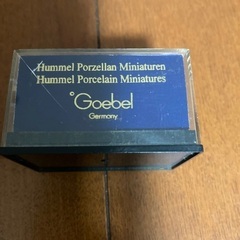 Hummel Porzellan Miniaturen
Hummel Porcelain Miniatures
© Goebel
Germany